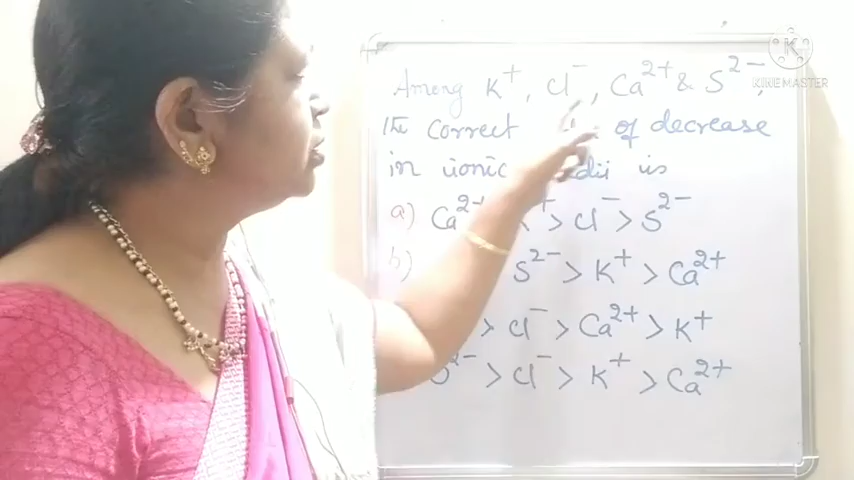 Among K⁺, Cl⁻, Ca²⁺ & S²⁻,
the correct of decrease
in ionic is
a) Ca²⁺ > Cl⁻ > S²⁻
b) S²⁻ > K⁺ > Ca²⁺
> Cl⁻ > Ca²⁺ > K⁺
S²⁻ > Cl⁻ > K⁺ > Ca²⁺
K
KINEMASTER